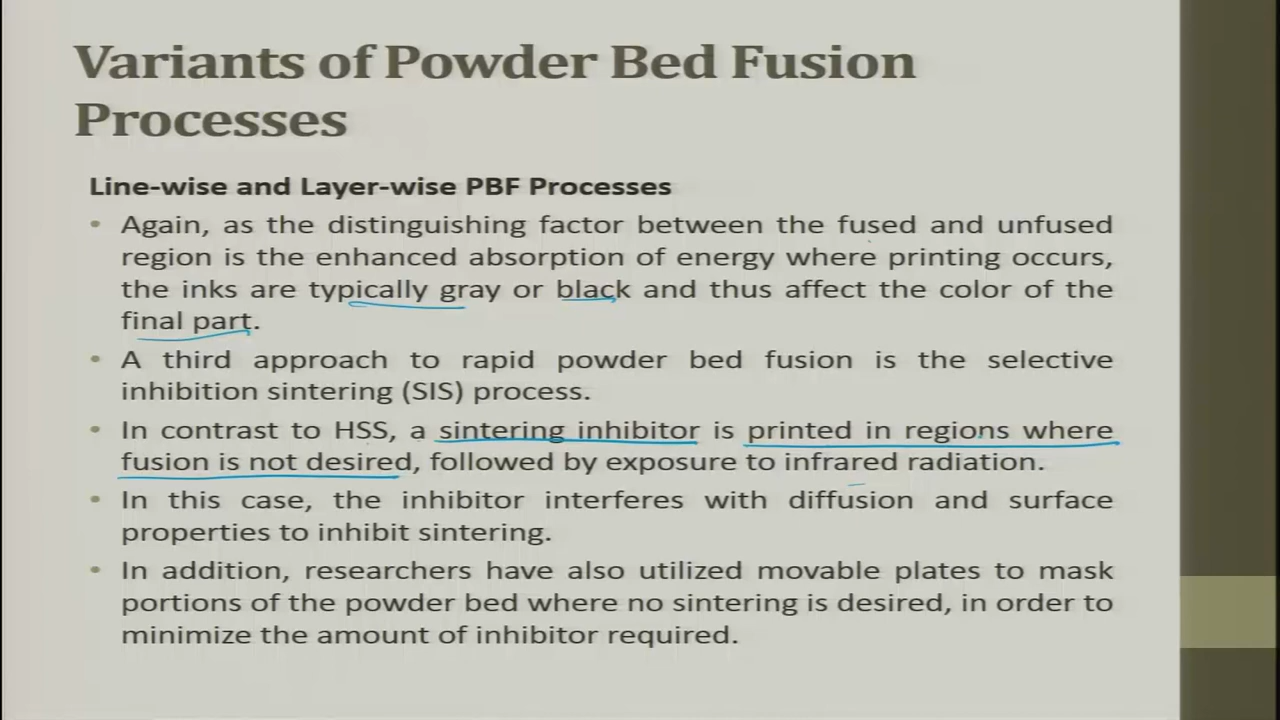 Variants of Powder Bed Fusion
Processes
Line-wise and Layer-wise PBF Processes
• Again, as the distinguishing factor between the fused and unfused
region is the enhanced absorption of energy where printing occurs,
the inks are typically gray or black and thus affect the color of the
final part.
• A third approach to rapid powder bed fusion is the selective
inhibition sintering (SIS) process.
• In contrast to HSS, a sintering inhibitor is printed in regions where
fusion is not desired, followed by exposure to infrared radiation.
• In this case, the inhibitor interferes with diffusion and surface
properties to inhibit sintering.
• In addition, researchers have also utilized movable plates to mask
portions of the powder bed where no sintering is desired, in order to
minimize the amount of inhibitor required.